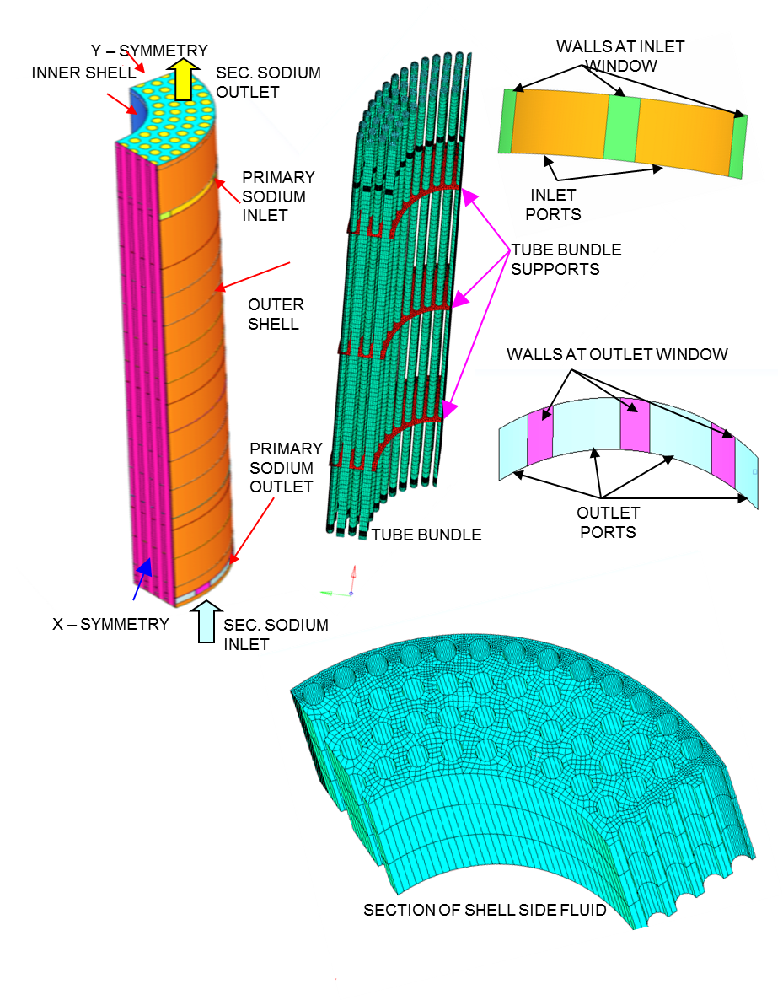 Y – SYMMETRY
INNER SHELL
SEC. SODIUM
OUTLET
PRIMARY
SODIUM
INLET
OUTER
SHELL
PRIMARY
SODIUM
OUTLET
X – SYMMETRY
SEC. SODIUM
INLET
TUBE BUNDLE
SUPPORTS
TUBE BUNDLE
WALLS AT INLET
WINDOW
INLET
PORTS
WALLS AT OUTLET WINDOW
OUTLET
PORTS
SECTION OF SHELL SIDE FLUID